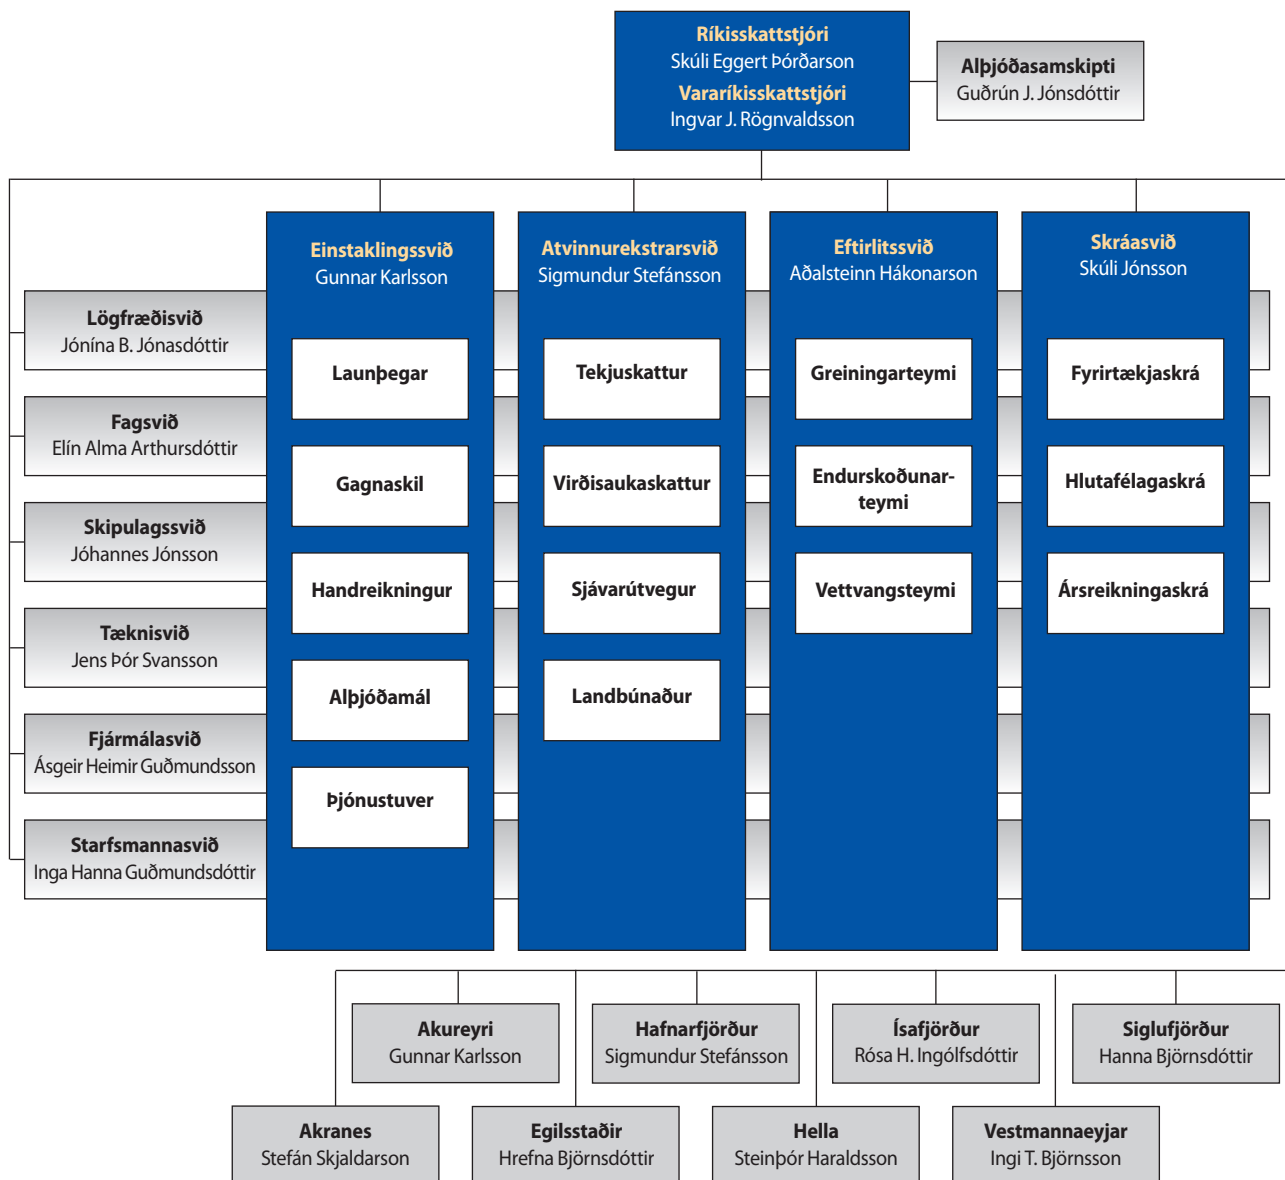 Ríkisskattstjóri
Skúli Eggert Þórðarson
Vararíkisskattstjóri
Ingvar J. Rögnvaldsson
Alþjóðasamskipti
Guðrún J. Jónsdóttir
Einstaklingssvið
Gunnar Karlsson
Launþegar
Gagnaskil
Handreikningur
Alþjóðamál
Þjónustuver
Atvinnurekstrarsvið
Sigmundur Stefánsson
Tekjuskattur
Virðisaukaskattur
Sjávarútvegur
Landbúnaður
Eftirlitssvið
Aðalsteinn Hákonarson
Greiningarteymi
Endurskoðunar-
teymi
Vettvangsteymi
Skráasvið
Skúli Jónsson
Fyrirtækjaskrá
Hlutafélagaskrá
Ársreikningaskrá
Lögfræðisvið
Jónína B. Jónasdóttir
Fagsvið
Elín Alma Arthursdóttir
Skipulagssvið
Jóhannes Jónsson
Tæknisvið
Jens Þór Svansson
Fjármálasvið
Ásgeir Heimir Guðmundsson
Starfsmannasvið
Inga Hanna Guðmundsdóttir
Akureyri
Gunnar Karlsson
Hafnarfjörður
Sigmundur Stefánsson
Ísafjörður
Rósa H. Ingólfsdóttir
Siglufjörður
Hanna Björnsdóttir
Akranes
Stefán Skjaldarson
Egilsstaðir
Hrefna Björnsdóttir
Hella
Steinþór Haraldsson
Vestmannaeyjar
Ingi T. Björnsson